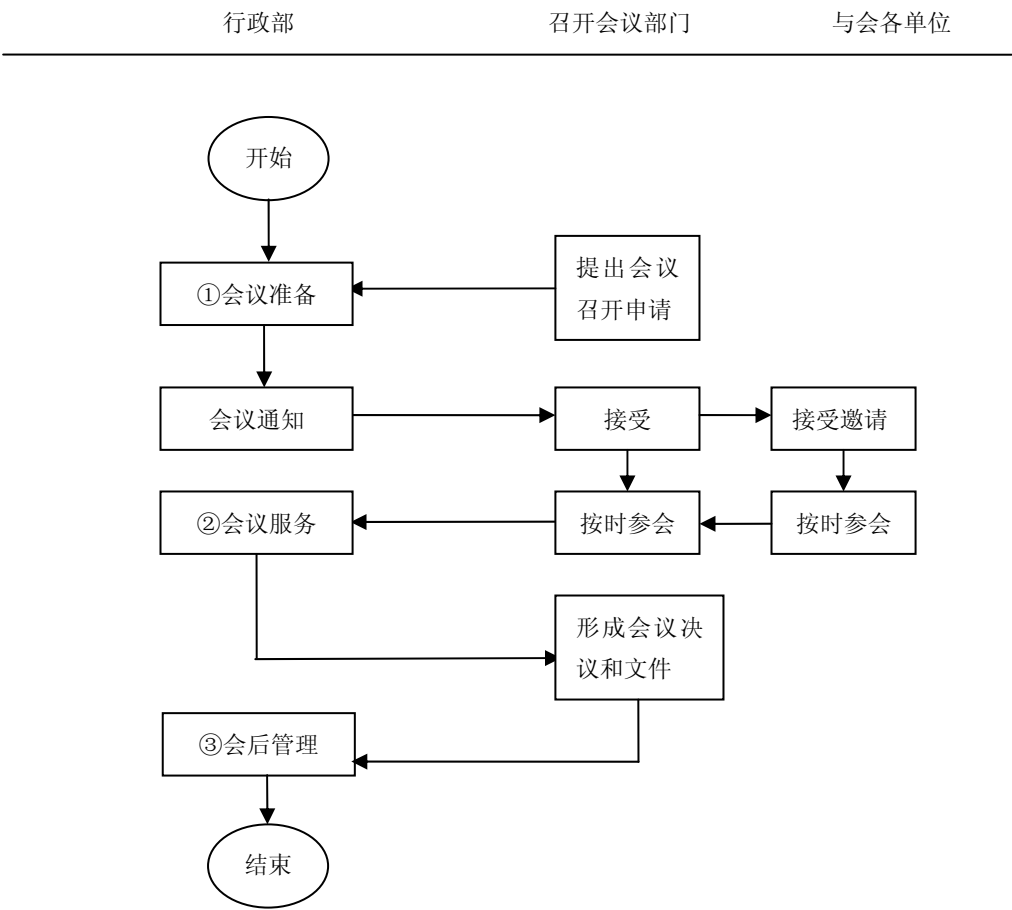 行政部 召开会议部门 与会各单位
开始
提出会议
召开申请
①会议准备
会议通知 接受 接受邀请
②会议服务 按时参会 按时参会
形成会议决
议和文件
③会后管理
结束